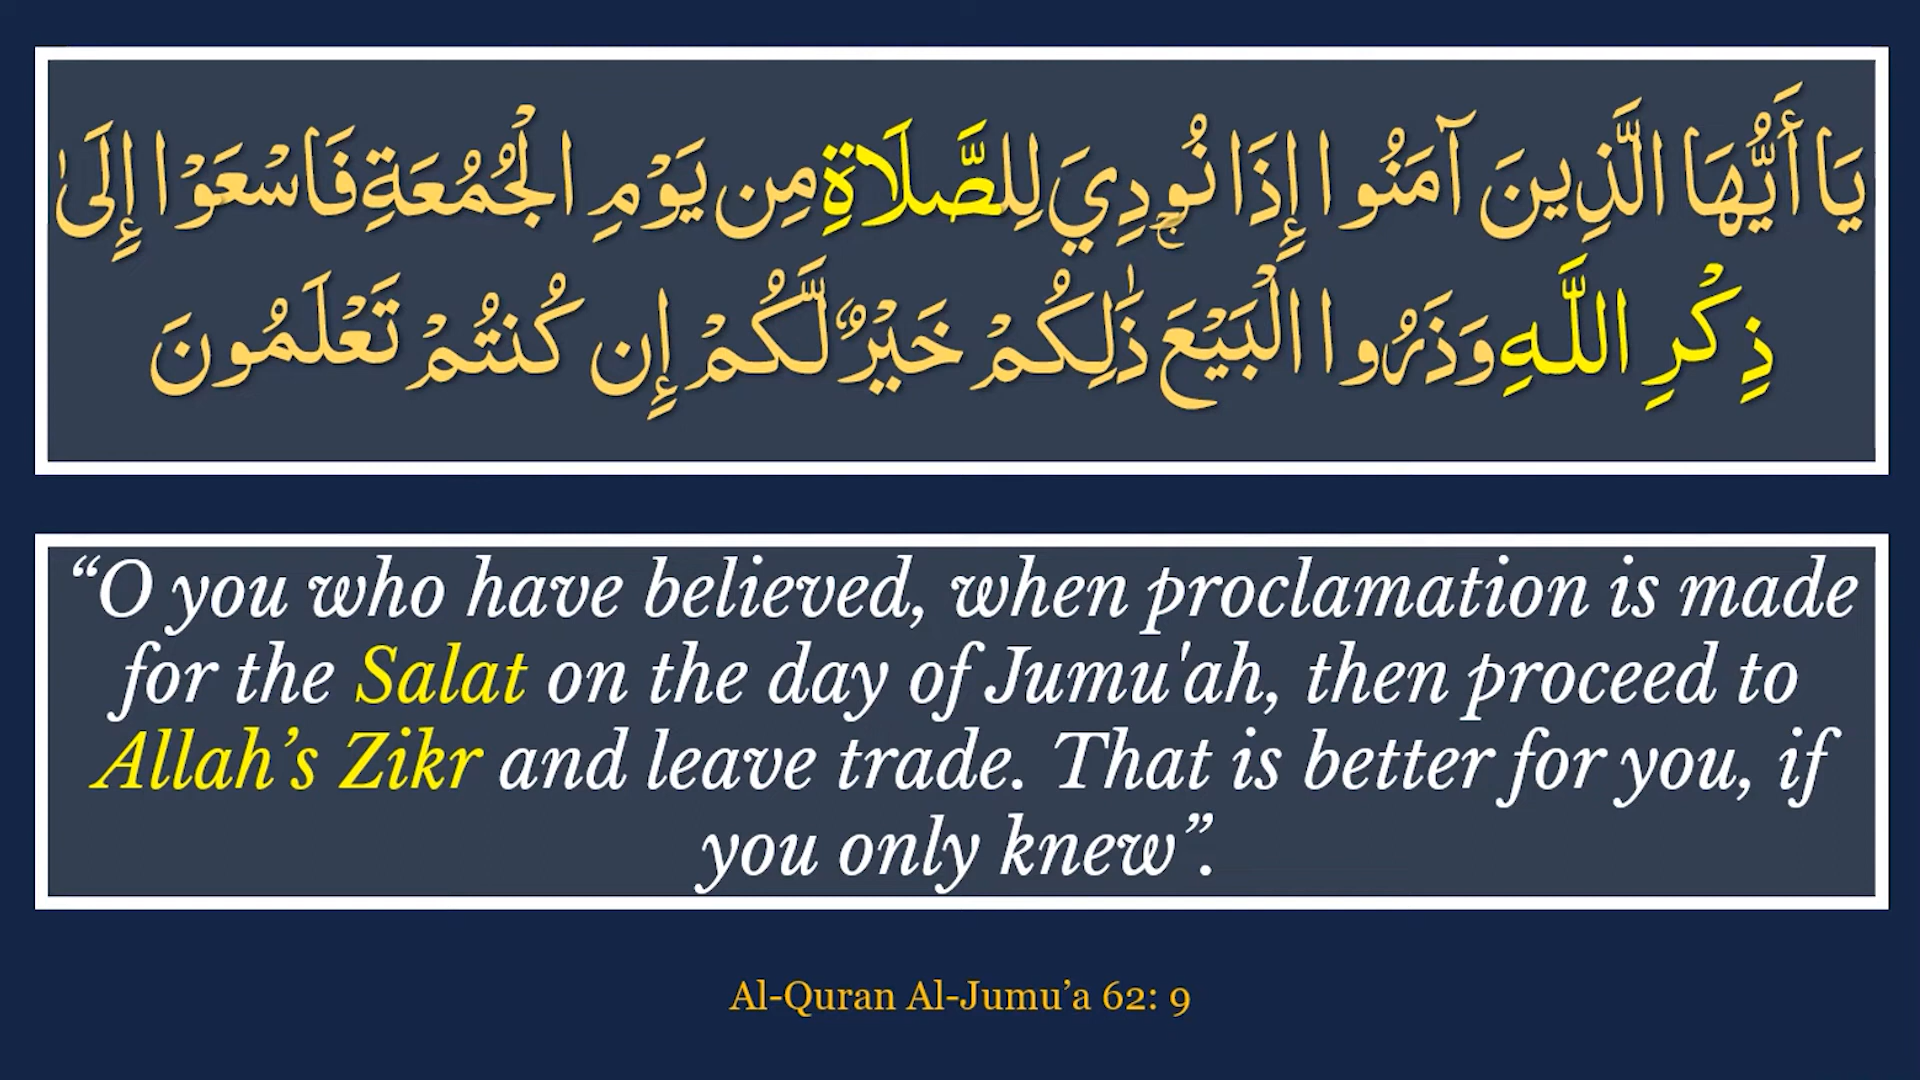 يَا أَيُّهَا الَّذِينَ آمَنُوا إِذَا نُودِيَ لِلصَّلَاةِ مِن يَوْمِ الْجُمُعَةِ فَاسْعَوْا إِلَىٰ
ذِكْرِ اللَّهِ وَذَرُوا الْبَيْعَ ۚ ذَٰلِكُمْ خَيْرٌ لَّكُمْ إِن كُنتُمْ تَعْلَمُونَ
“O you who have believed, when proclamation is made
for the Salat on the day of Jumu'ah, then proceed to
Allah’s Zikr and leave trade. That is better for you, if
you only knew”.
Al-Quran Al-Jumu’a 62: 9